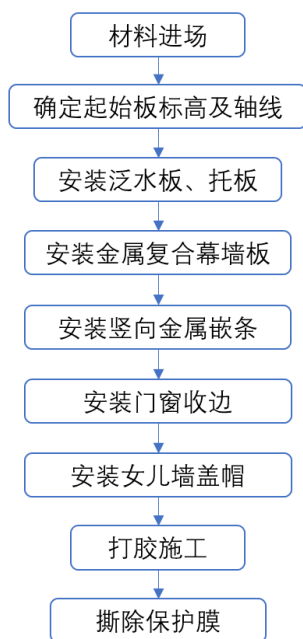 材料进场
确定起始板标高及轴线
安装泛水板、托板
安装金属复合幕墙板
安装竖向金属嵌条
安装门窗收边
安装女儿墙盖帽
打胶施工
撕除保护膜